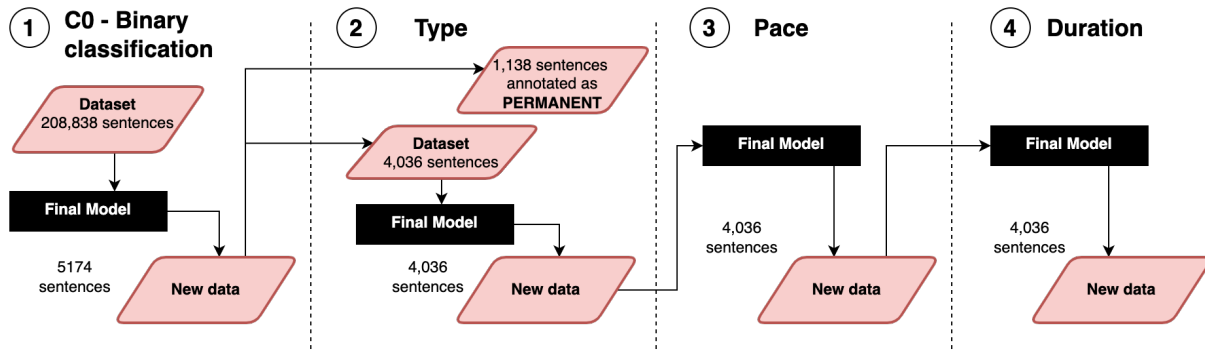 1
C0 - Binary
classification
Dataset
208,838 sentences
Final Model
5174
sentences
New data
2
Type
1,138 sentences
annotated as
PERMANENT
Dataset
4,036 sentences
Final Model
4,036
sentences
New data
3
Pace
Final Model
4,036
sentences
New data
4
Duration
Final Model
4,036
sentences
New data